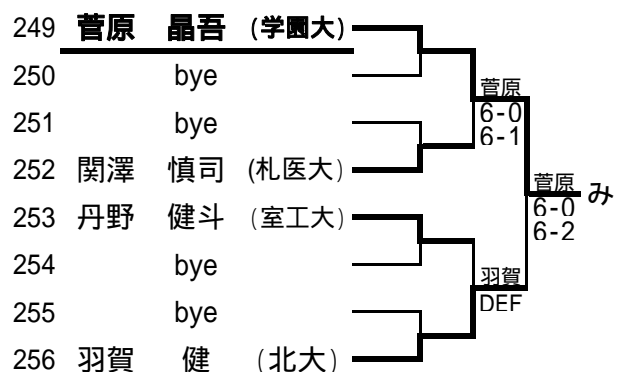 249 菅原 晶吾 (学園大)
250 bye
251 bye
252 関澤 慎司 (札医大)
253 丹野 健斗 (室工大)
254 bye
255 bye
256 羽賀 健 (北大)
菅原
6-0
6-1
羽賀
DEF
菅原
6-0
6-2
み